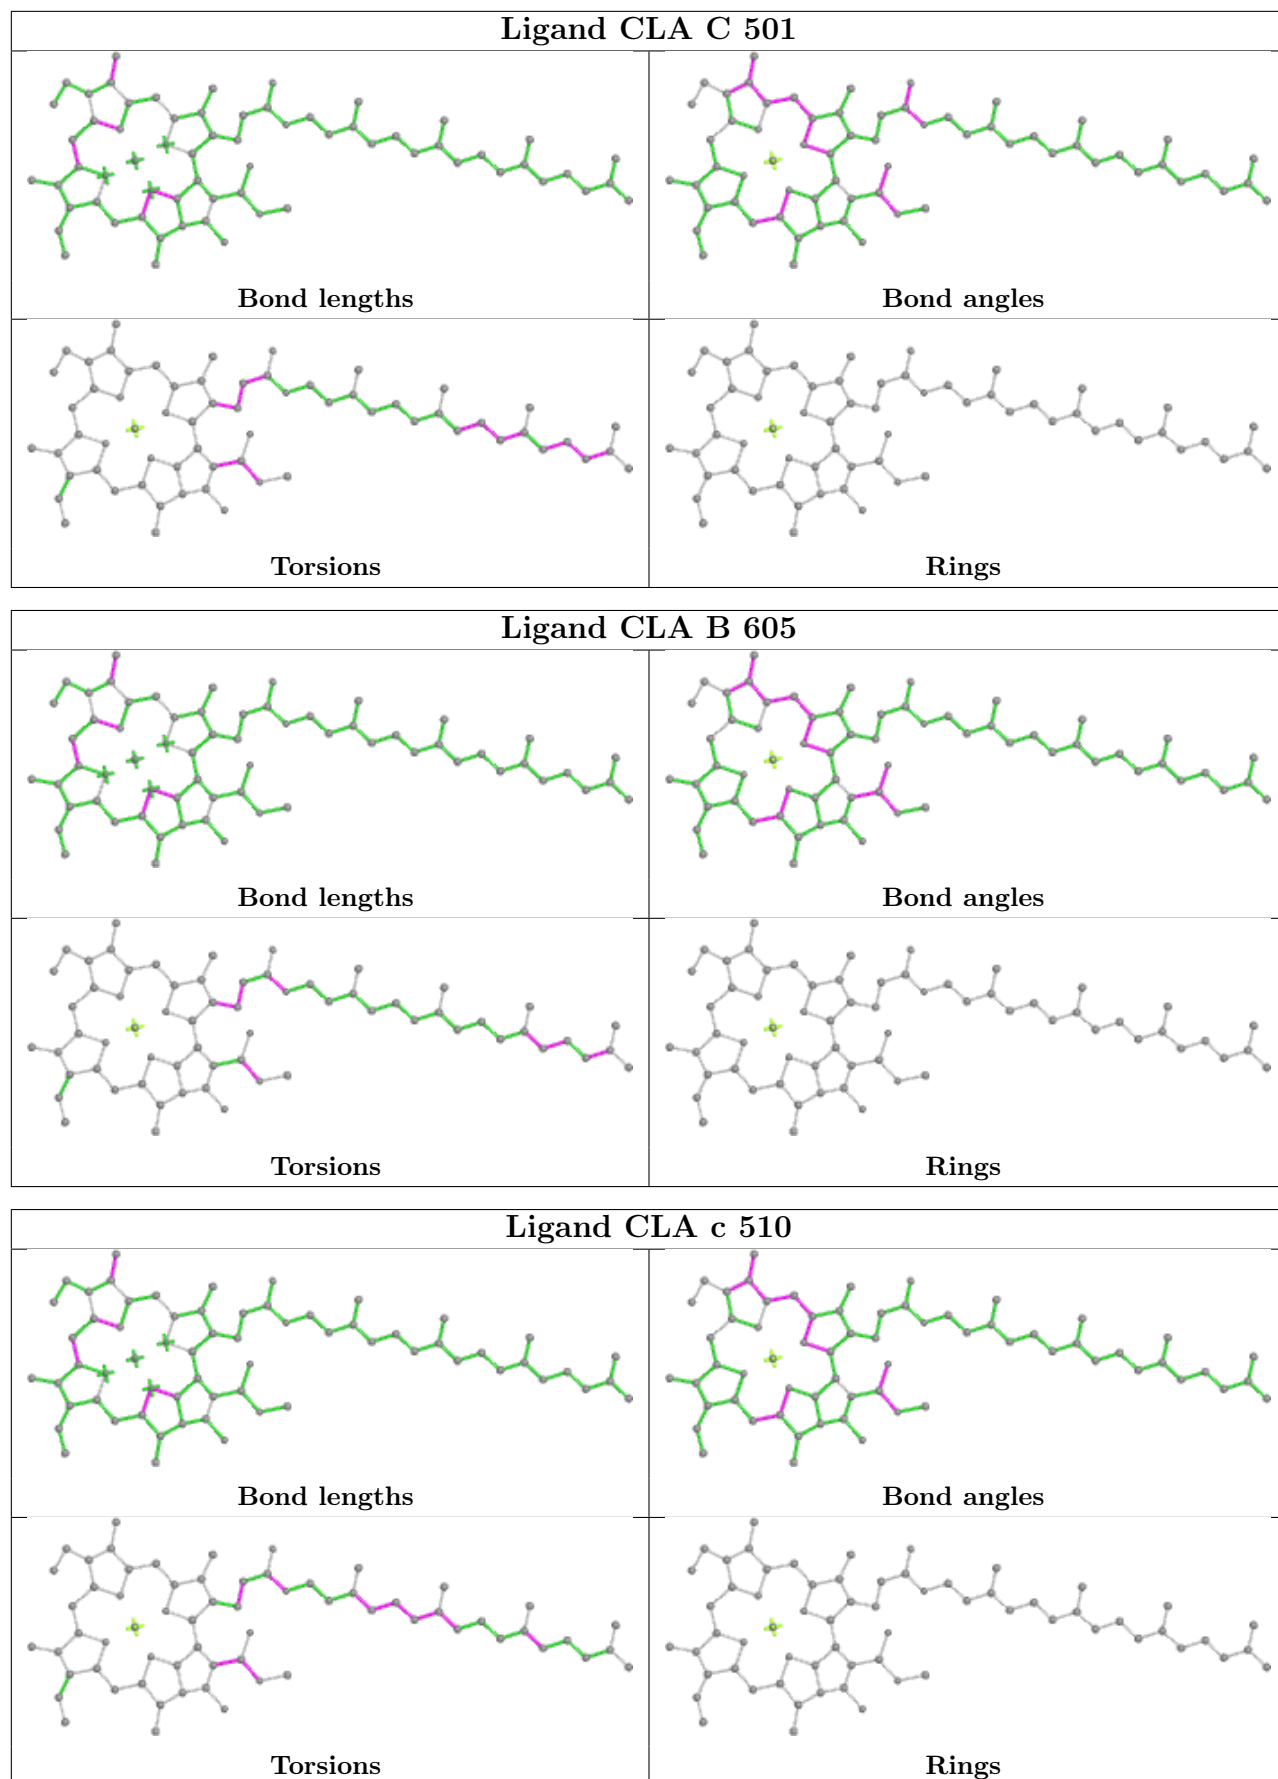 Ligand CLA C 501
Bond lengths
Bond angles
Torsions
Rings
Ligand CLA B 605
Bond lengths
Bond angles
Torsions
Rings
Ligand CLA c 510
Bond lengths
Bond angles
Torsions
Rings